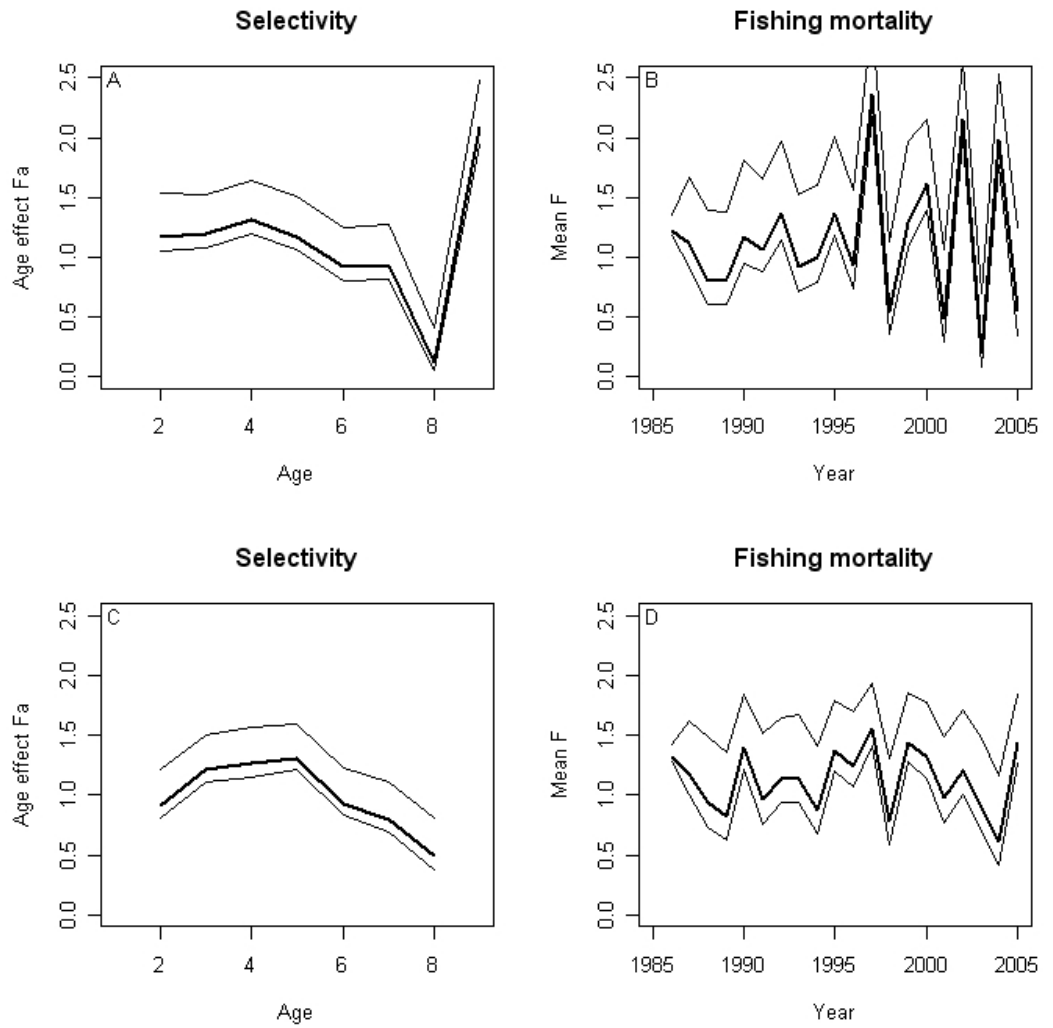 Selectivity
Fishing mortality
A
B
Age effect Fa
0.0 0.5 1.0 1.5 2.0 2.5
Mean F
0.0 0.5 1.0 1.5 2.0 2.5
2 4 6 8
1985 1990 1995 2000 2005
Age
Year
Selectivity
Fishing mortality
C
D
Age effect Fa
0.0 0.5 1.0 1.5 2.0 2.5
Mean F
0.0 0.5 1.0 1.5 2.0 2.5
2 4 6 8
1985 1990 1995 2000 2005
Age
Year